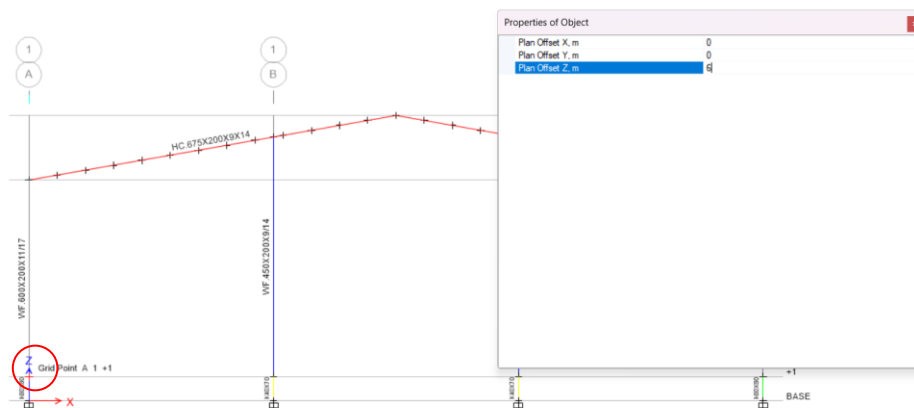 Properties of Object
Plan Offset X, m 0
Plan Offset Y, m 0
Plan Offset Z, m 6
1
A
1
B
HC.675X200X9X14
WF.600X200X11/17
WF.450X200X9/14
Z
Grid Point A 1 +1
+1
X
BASE